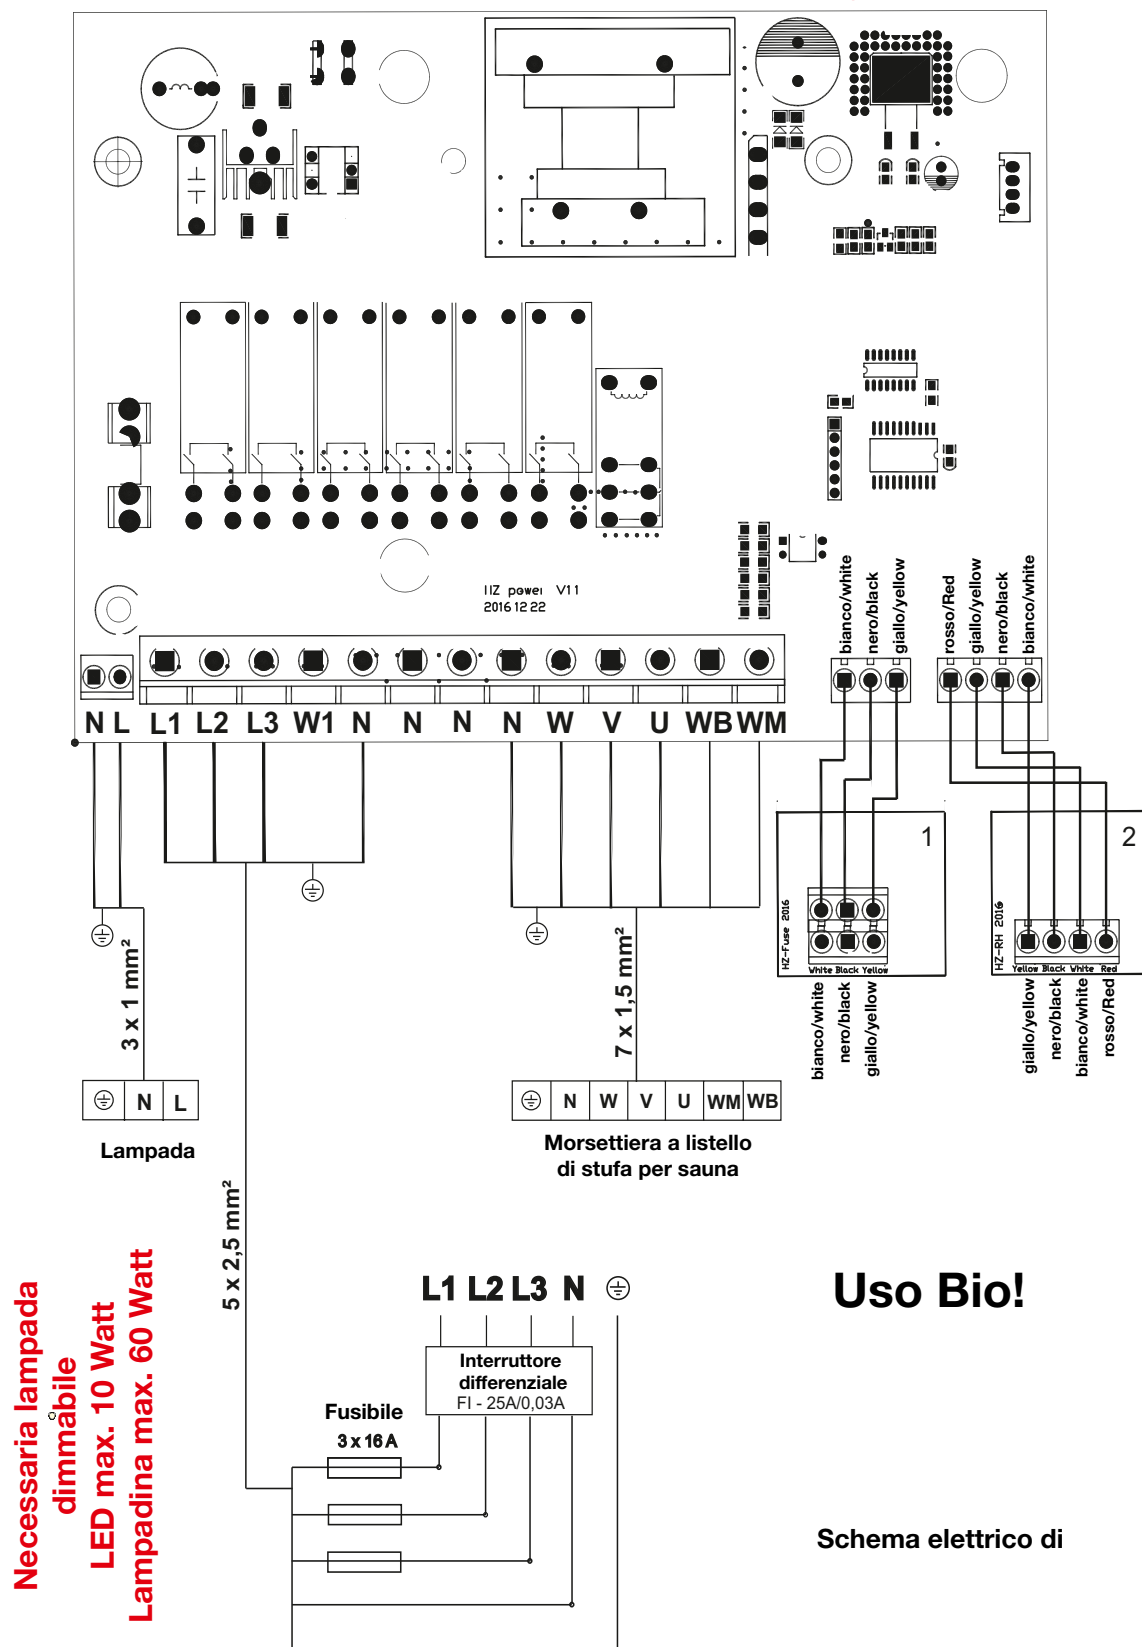 bianco/white
nero/black
giallo/yellow
rosso/Red
giallo/yellow
nero/black
bianco/white
HZ power V11
2016 12 22
N L L1 L2 L3 W1 N N N N W V U WB WM
1
2
HZ-Fuse 2016
HZ-RH 2016
White Black Yellow
Yellow Black White Red
bianco/white
nero/black
giallo/yellow
giallo/yellow
nero/black
bianco/white
rosso/Red
3 x 1 mm²
7 x 1,5 mm²
N L
Lampada
N W V U WM WB
Morsettiera a listello
di stufa per sauna
5 x 2,5 mm²
Necessaria lampada
dimmabile
LED max. 10 Watt
Lampadina max. 60 Watt
L1 L2 L3 N
Uso Bio!
Interruttore
differenziale
FI - 25A/0,03A
Fusibile
3 x 16 A
Schema elettrico di